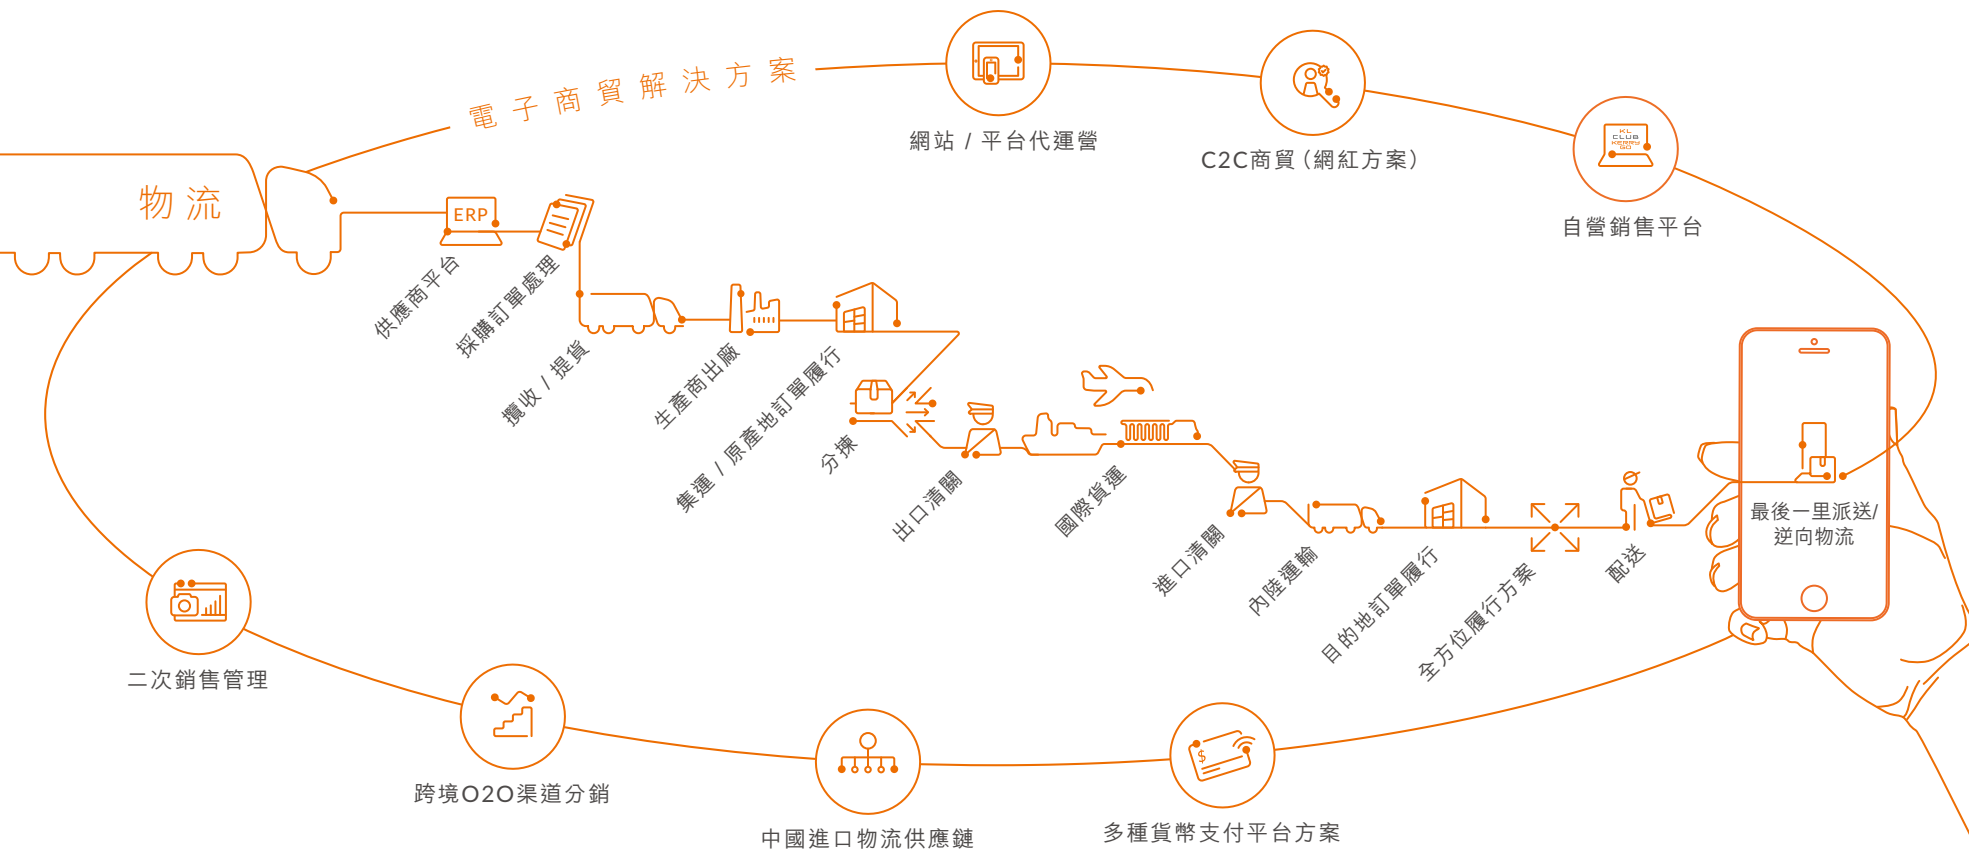 電子商貿解決方案
網站 / 平台代運營
C2C商貿（網紅方案）
KL
CLUB
KERRY
GO
自營銷售平台
物流
ERP
供應商平台
採購訂單處理
攬收 / 提貨
生產商出廠
集運 / 原產地訂單履行
分揀
出口清關
國際貨運
進口清關
內陸運輸
目的地訂單履行
全方位履行方案
配送
最後一里派送/
逆向物流
二次銷售管理
跨境O2O渠道分銷
中國進口物流供應鏈
$
多種貨幣支付平台方案